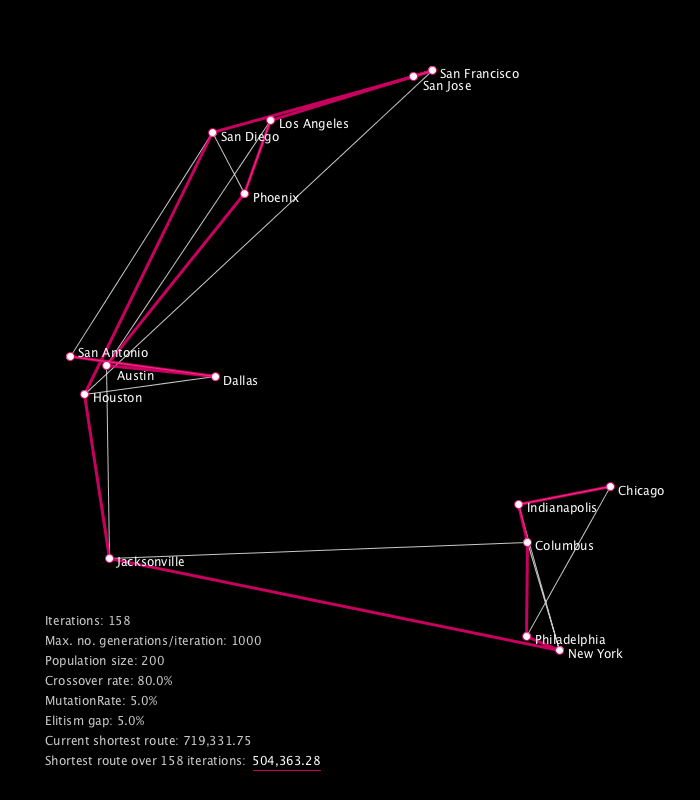 San Francisco
San Jose
Los Angeles
San Diego
Phoenix
San Antonio
Austin
Dallas
Houston
Chicago
Indianapolis
Columbus
Jacksonville
Philadelphia
New York
Iterations: 158
Max. no. generations/iteration: 1000
Population size: 200
Crossover rate: 80.0%
MutationRate: 5.0%
Elitism gap: 5.0%
Current shortest route: 719,331.75
Shortest route over 158 iterations: 504,363.28